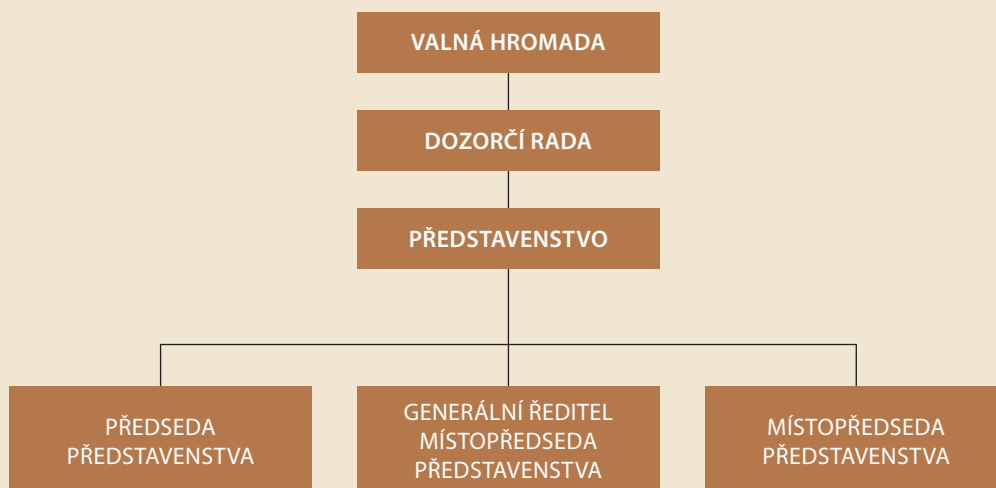 VALNÁ HROMADA
DOZORČÍ RADA
PŘEDSTAVENSTVO
PŘEDSEDA
PŘEDSTAVENSTVA
GENERÁLNÍ ŘEDITEL
MÍSTOPŘEDSEDA
PŘEDSTAVENSTVA
MÍSTOPŘEDSEDA
PŘEDSTAVENSTVA